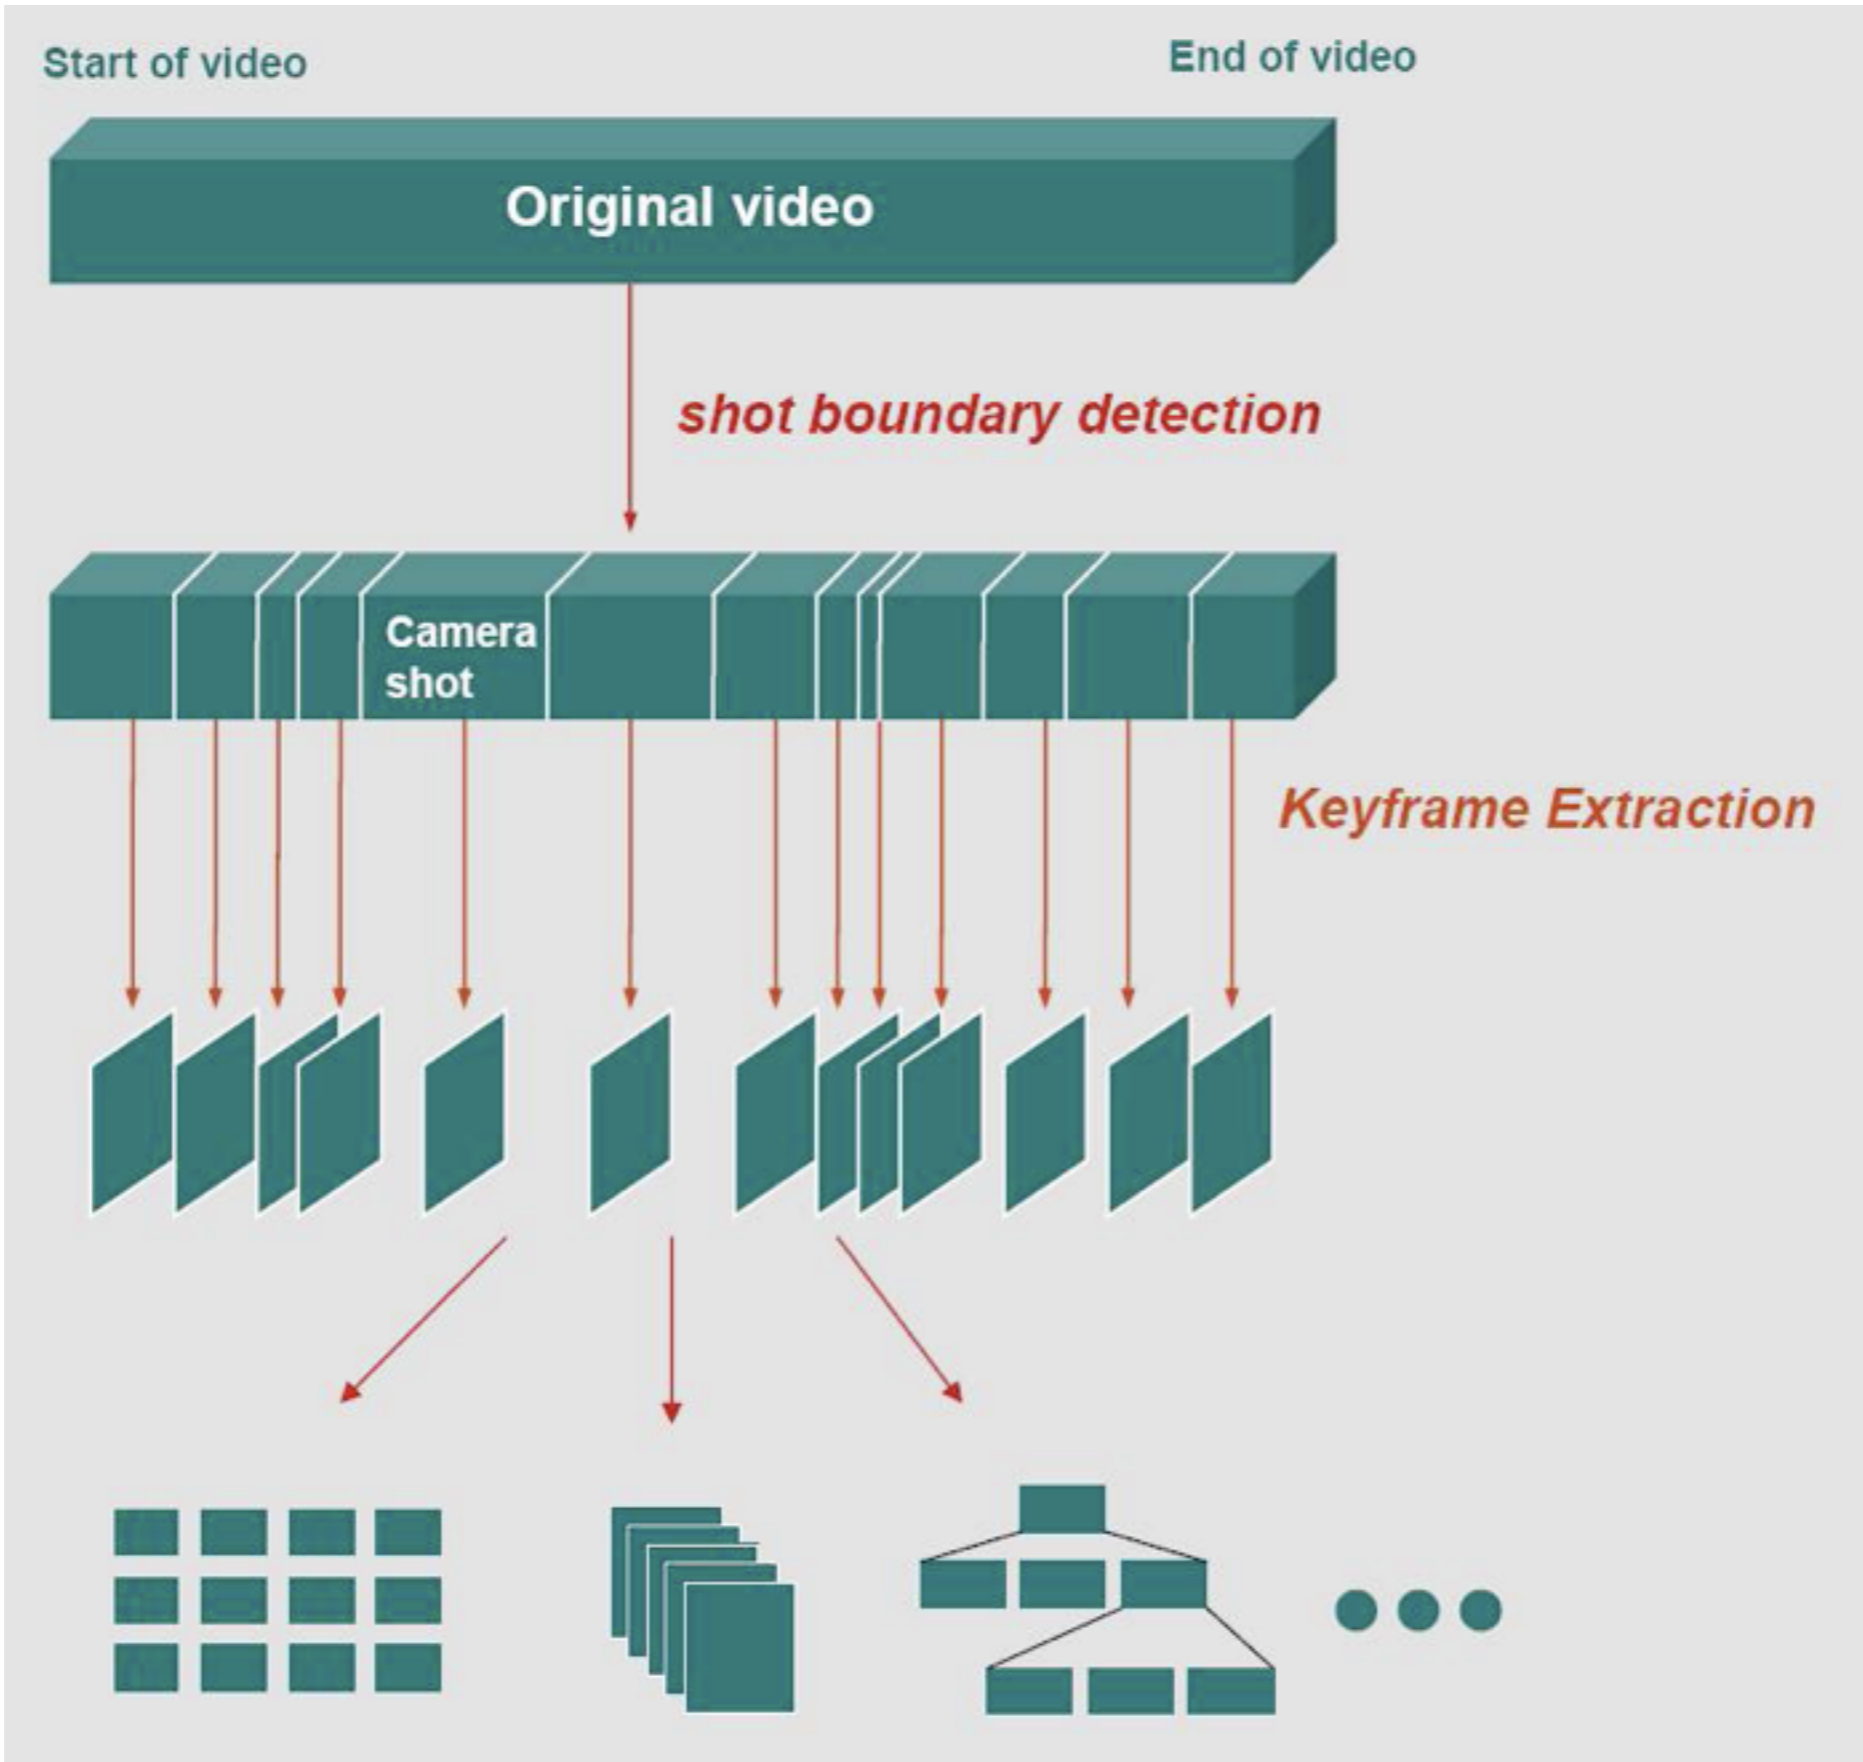 Start of video
End of video
Original video
shot boundary detection
Camera
shot
Keyframe Extraction